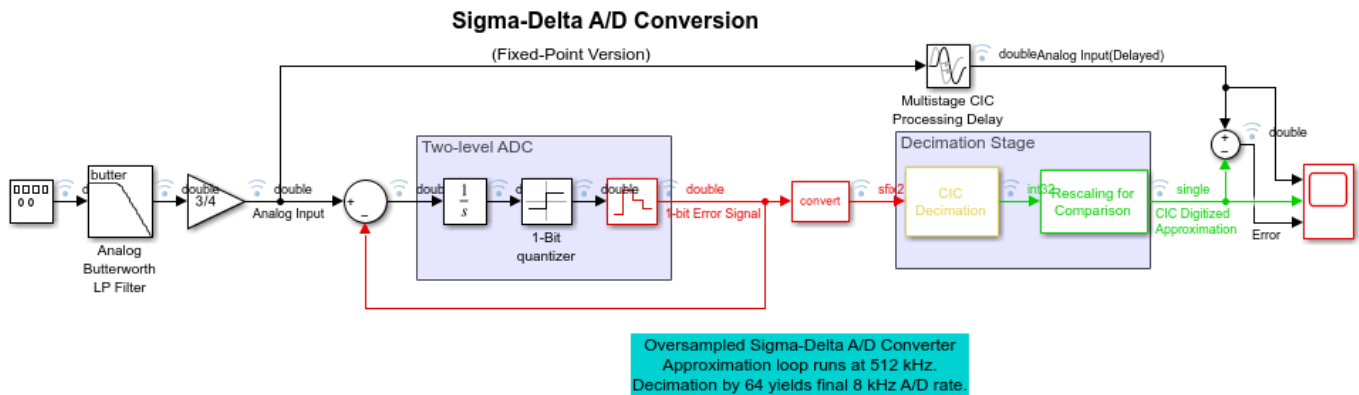 Sigma-Delta A/D Conversion
(Fixed-Point Version)
double
Analog Input(Delayed)
Multistage CIC
Processing Delay
double
Two-level ADC
Decimation Stage
butter
double
3/4
double
Analog Input
+
−
1
s
double
double
1-bit Error Signal
convert
sfix2
CIC
Decimation
int32
Rescaling for
Comparison
single
CIC Digitized
Approximation
+
−
Error
Analog
Butterworth
LP Filter
1-Bit
quantizer
Oversampled Sigma-Delta A/D Converter
Approximation loop runs at 512 kHz.
Decimation by 64 yields final 8 kHz A/D rate.